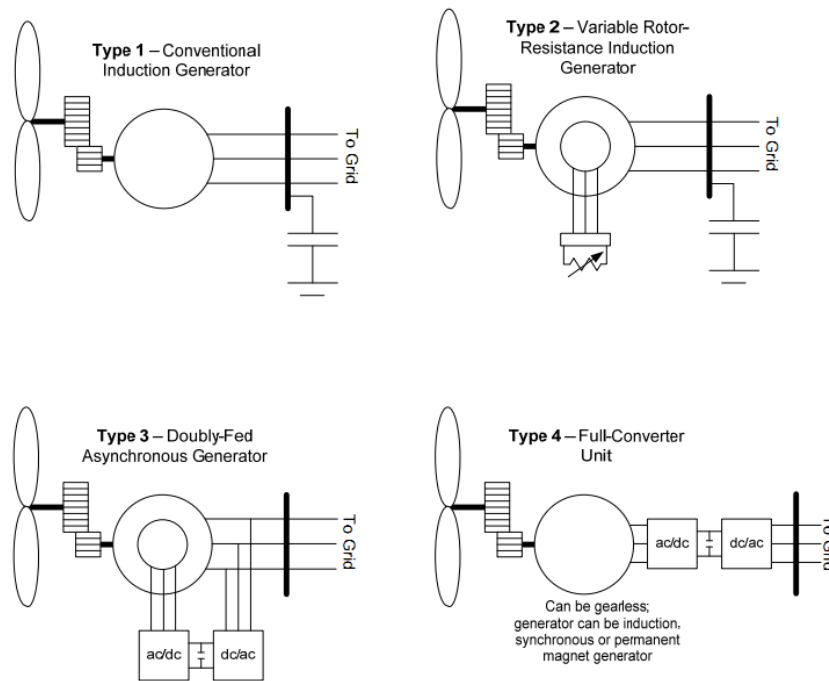 Type 1 – Conventional
Induction Generator
To Grid
Type 2 – Variable Rotor-
Resistance Induction
Generator
To Grid
Type 3 – Doubly-Fed
Asynchronous Generator
To Grid
ac/dc
dc/ac
Type 4 – Full-Converter
Unit
ac/dc
dc/ac
To Grid
Can be gearless;
generator can be induction,
synchronous or permanent
magnet generator